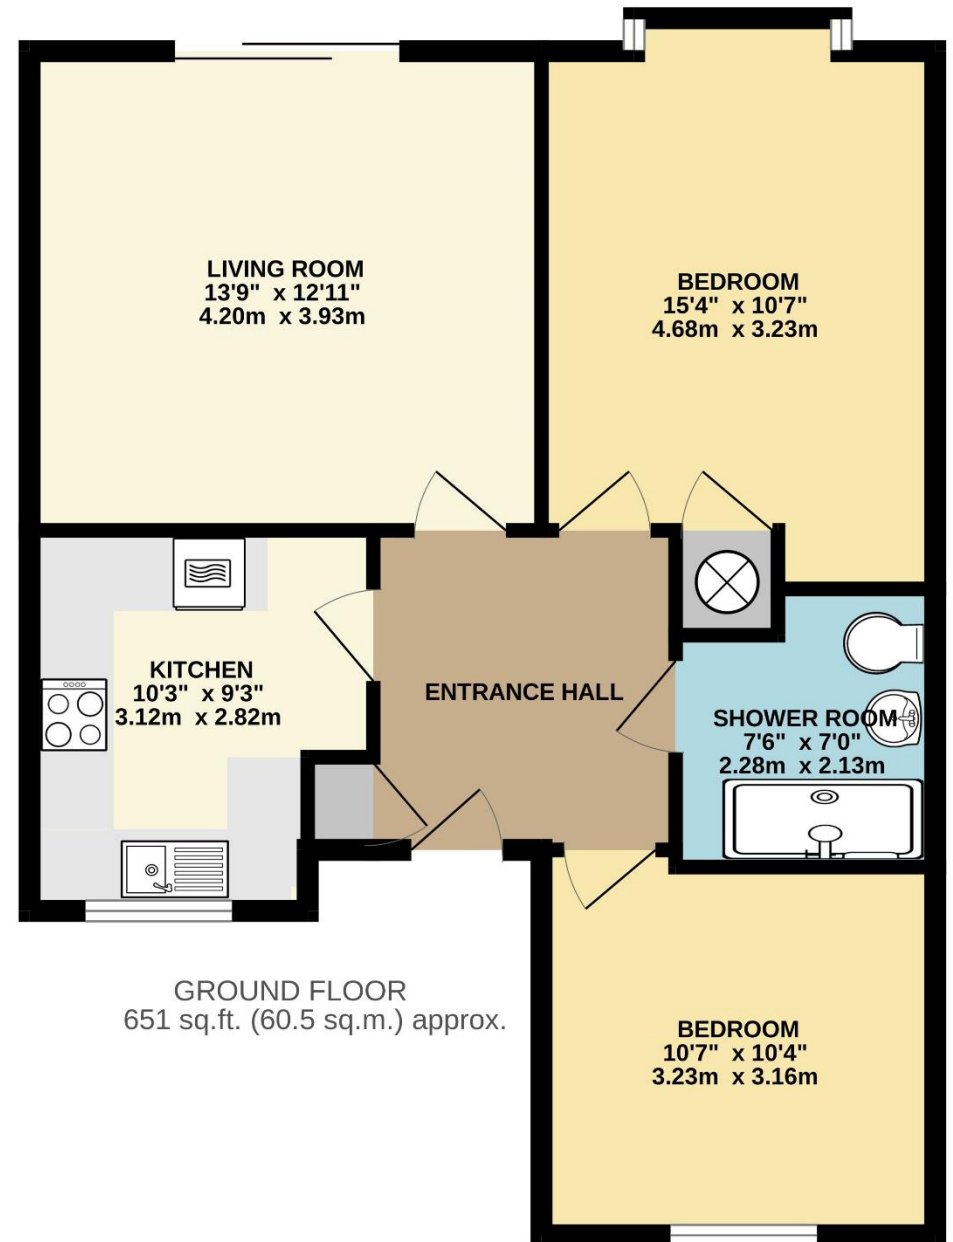 LIVING ROOM
13'9" x 12'11"
4.20m x 3.93m
BEDROOM
15'4" x 10'7"
4.68m x 3.23m
KITCHEN
10'3" x 9'3"
3.12m x 2.82m
ENTRANCE HALL
SHOWER ROOM
7'6" x 7'0"
2.28m x 2.13m
GROUND FLOOR
651 sq.ft. (60.5 sq.m.) approx.
BEDROOM
10'7" x 10'4"
3.23m x 3.16m